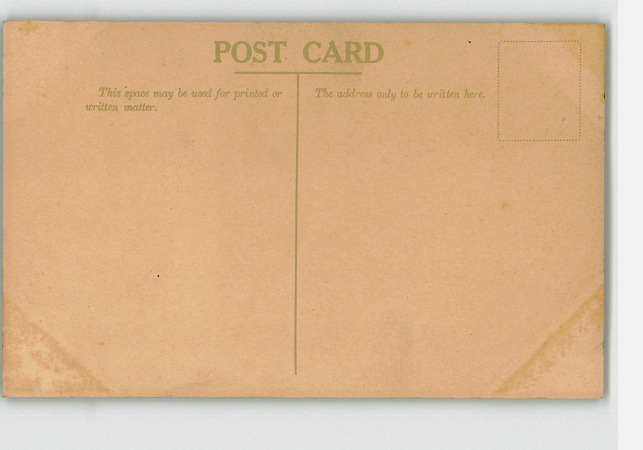 POST CARD
This space may be used for printed or
written matter.
The address only to be written here.